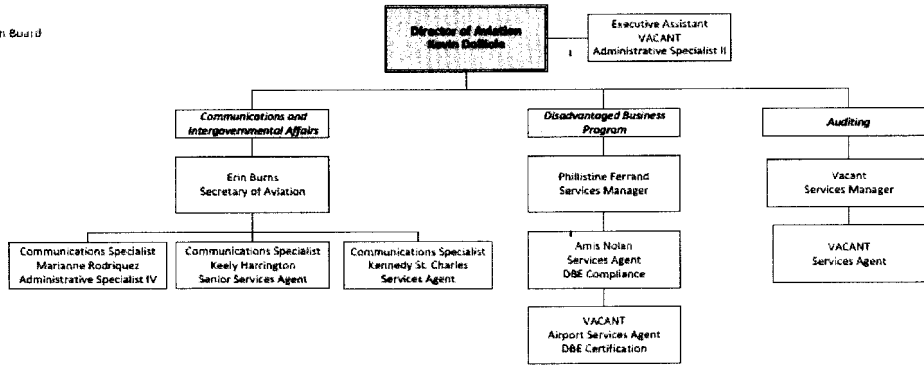 n Board
Director of Aviation
Kevin Dolliole
Executive Assistant
VACANT
Administrative Specialist II
Communications and
Intergovernmental Affairs
Disadvantaged Business
Program
Auditing
Erin Burns
Secretary of Aviation
Phillistine Ferrand
Services Manager
Vacant
Services Manager
Communications Specialist
Marianne Rodriquez
Administrative Specialist IV
Communications Specialist
Keely Harrington
Senior Services Agent
Communications Specialist
Kennedy St. Charles
Services Agent
Amis Nolan
Services Agent
DBE Compliance
VACANT
Services Agent
VACANT
Airport Services Agent
DBE Certification